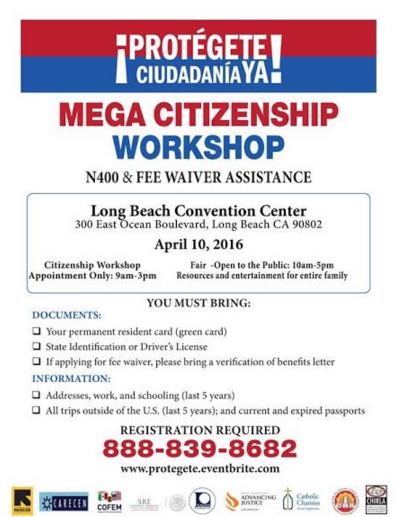 ¡PROTÉGETE
CIUDADANÍA YA!
MEGA CITIZENSHIP
WORKSHOP
N400 & FEE WAIVER ASSISTANCE
Long Beach Convention Center
300 East Ocean Boulevard, Long Beach CA 90802
April 10, 2016
Citizenship Workshop
Appointment Only: 9am-3pm
Fair -Open to the Public: 10am-5pm
Resources and entertainment for entire family
YOU MUST BRING:
DOCUMENTS:
❑ Your permanent resident card (green card)
❑ State Identification or Driver's License
❑ If applying for fee waiver, please bring a verification of benefits letter
INFORMATION:
❑ Addresses, work, and schooling (last 5 years)
❑ All trips outside of the U.S. (last 5 years); and current and expired passports
REGISTRATION REQUIRED
888-839-8682
www.protegete.eventbrite.com
RESCUE
CARECEN
COFEM
SRE
ADVANCING
JUSTICE
Catholic
Charities
CHIRLA